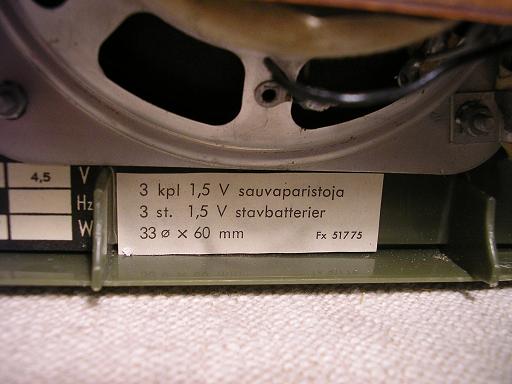 4,5 V
Hz
W
3 kpl 1,5 V sauvaparistoja
3 st. 1,5 V stavbatterier
33 ø x 60 mm Fx 51775